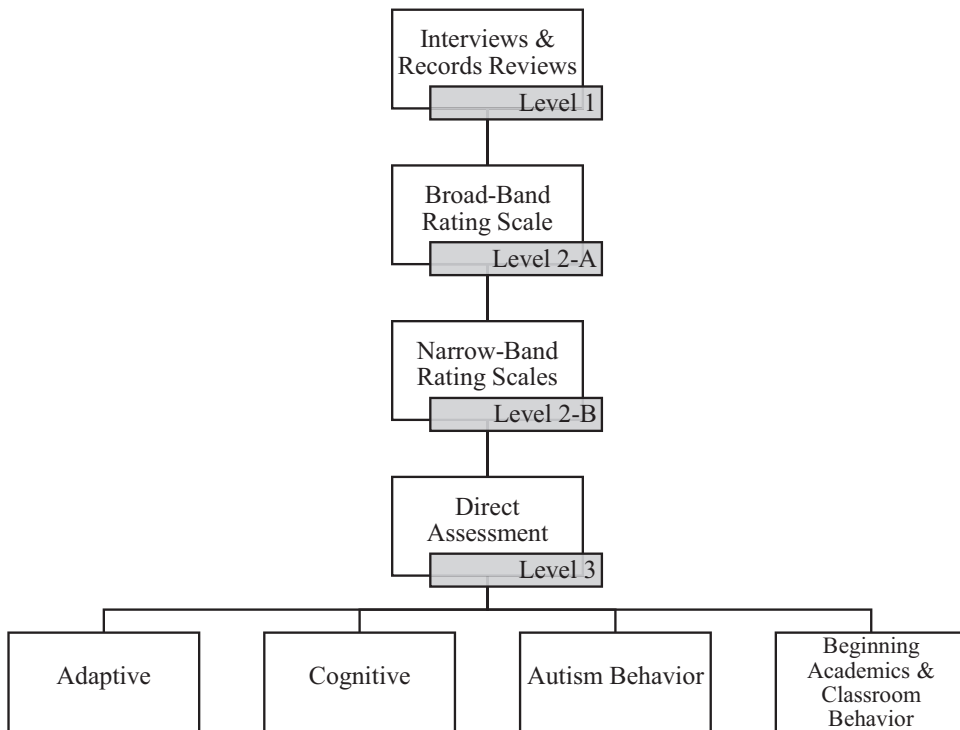 Interviews &
Records Reviews
Level 1
Broad-Band
Rating Scale
Level 2-A
Narrow-Band
Rating Scales
Level 2-B
Direct
Assessment
Level 3
Adaptive
Cognitive
Autism Behavior
Beginning
Academics &
Classroom
Behavior